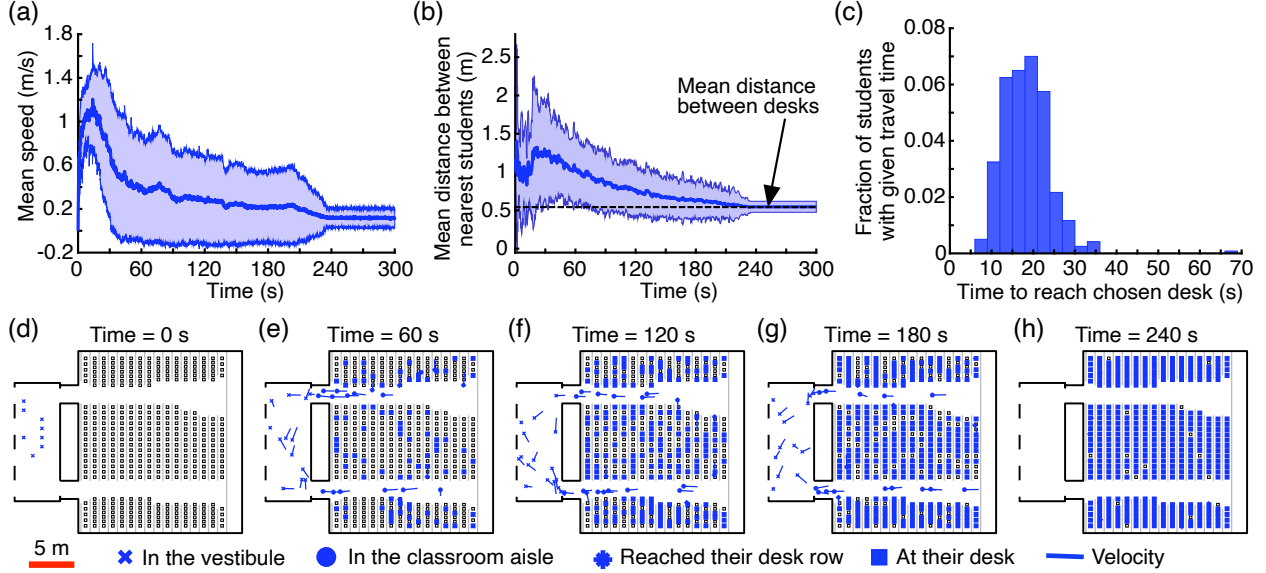 (a)
1.8
1.4
1
0.6
0.2
-0.2
Mean speed (m/s)
0 60 120 180 240 300
Time (s)
(b)
2.5
2
1.5
1
0.5
0
Mean distance between
nearest students (m)
Mean distance
between desks
0 60 120 180 240 300
Time (s)
(c)
0.08
0.06
0.04
0.02
0
Fraction of students
with given travel time
0 10 20 30 40 50 60 70
Time to reach chosen desk (s)
(d) Time = 0 s
(e) Time = 60 s
(f) Time = 120 s
(g) Time = 180 s
(h) Time = 240 s
5 m
In the vestibule
In the classroom aisle
Reached their desk row
At their desk
Velocity